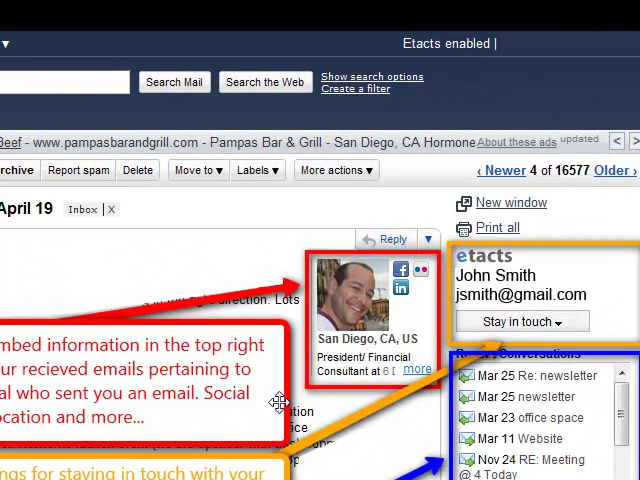 Etacts enabled |
Search Mail
Search the Web
Show search options
Create a filter
Beef - www.pampasbarandgrill.com - Pampas Bar & Grill - San Diego, CA Hormone
About these ads
updated
<
>
rchive
Report spam
Delete
Move to
Labels
More actions
‹ Newer 4 of 16577 Older ›
April 19
Inbox | X
New window
Print all
Reply
etacts
John Smith
jsmith@gmail.com
Stay in touch
right direction. Lots
San Diego, CA, US
President/ Financial
Consultant at 6
more
mbed information in the top right
ur recieved emails pertaining to
al who sent you an email. Social
ocation and more...
Conversations
Mar 25 Re: newsletter
Mar 25 newsletter
Mar 23 office space
Mar 11 Website
Nov 24 RE: Meeting
@ 4 Today
ngs for staying in touch with your